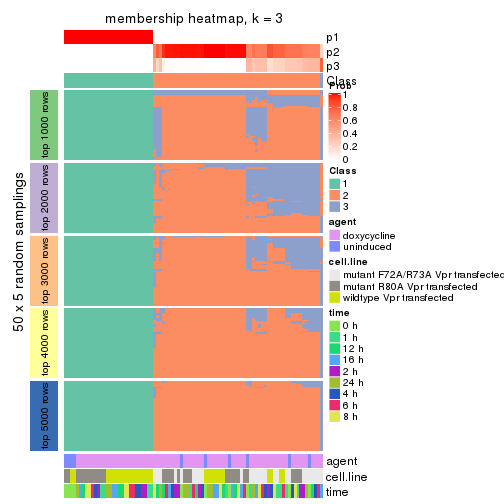 membership heatmap, k = 3
p1
p2
p3
Class
Prob
1
0.8
0.6
0.4
0.2
0
Class
1
2
3
agent
doxycycline
uninduced
cell.line
mutant F72A/R73A Vpr transfected
mutant R80A Vpr transfected
wildtype Vpr transfected
time
0 h
1 h
12 h
16 h
2 h
24 h
4 h
6 h
8 h
50 x 5 random samplings
top 1000 rows
top 2000 rows
top 3000 rows
top 4000 rows
top 5000 rows
agent
cell.line
time